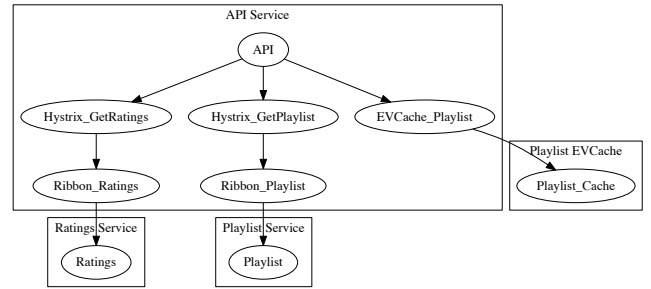 API Service
API
Hystrix_GetRatings
Hystrix_GetPlaylist
EVCache_Playlist
Playlist EVCache
Ribbon_Ratings
Ribbon_Playlist
Playlist_Cache
Ratings Service
Playlist Service
Ratings
Playlist